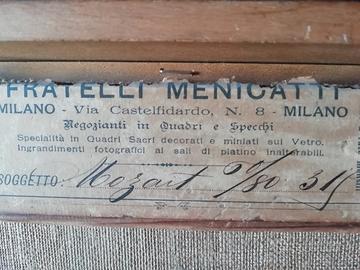 FRATELLI MENICATTI
MILANO - Via Castelfidardo, N. 8 - MILANO
Negozianti in Quadri e Specchi
Specialità in Quadri Sacri decorati e miniati sul Vetro.
Ingrandimenti fotografici ai sali di platino inalterabili.
SOGGETTO: Mozart